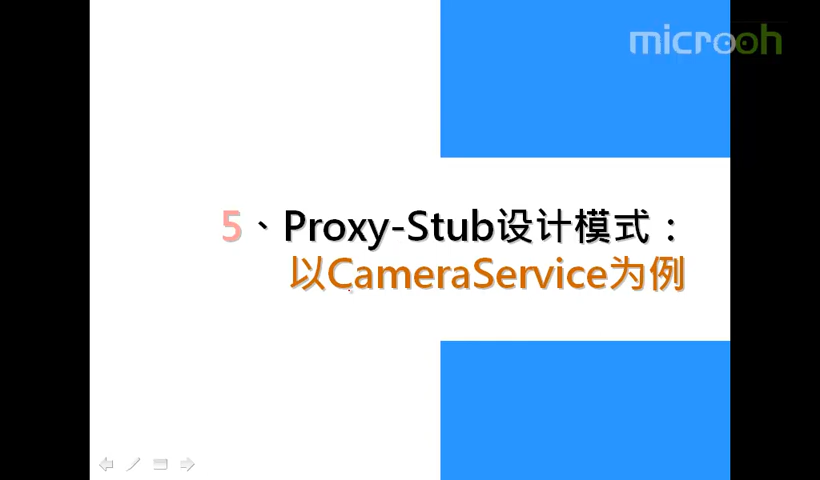 microoh
5、Proxy-Stub设计模式：
以CameraService为例